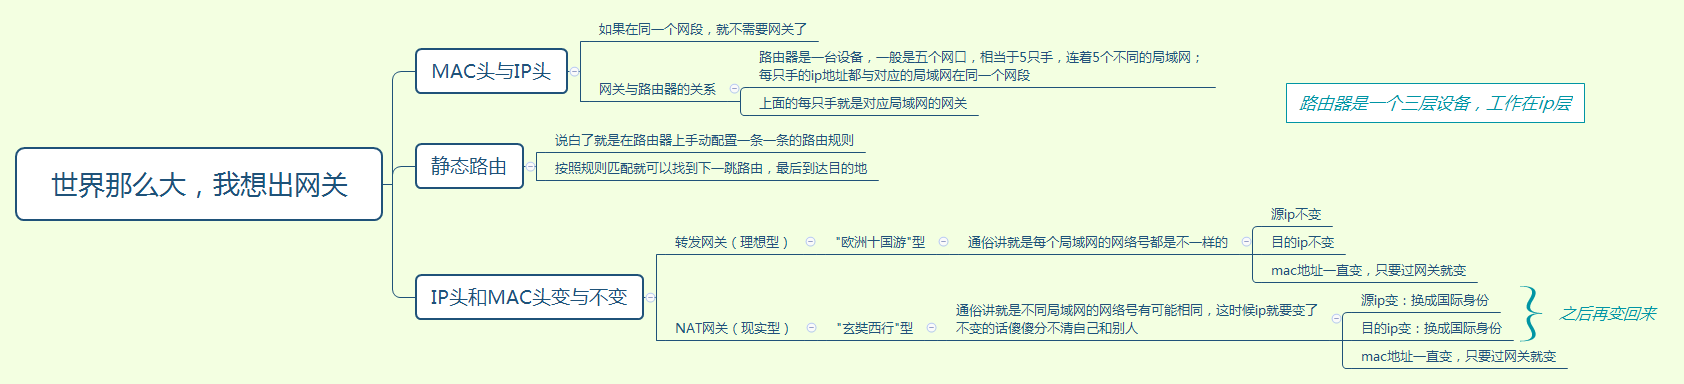 世界那么大，我想出网关
MAC头与IP头
如果在同一个网段，就不需要网关了
网关与路由器的关系
路由器是一台设备，一般是五个网口，相当于5只手，连着5个不同的局域网；
每只手的ip地址都与对应的局域网在同一个网段
上面的每只手就是对应局域网的网关
路由器是一个三层设备，工作在ip层
静态路由
说白了就是在路由器上手动配置一条一条的路由规则
按照规则匹配就可以找到下一跳路由，最后到达目的地
IP头和MAC头变与不变
转发网关（理想型）
"欧洲十国游"型
通俗讲就是每个局域网的网络号都是不一样的
源ip不变
目的ip不变
mac地址一直变，只要过网关就变
NAT网关（现实型）
"玄奘西行"型
通俗讲就是不同局域网的网络号有可能相同，这时候ip就要变了
不变的话傻傻分不清自己和别人
源ip变：换成国际身份
目的ip变：换成国际身份
mac地址一直变，只要过网关就变
之后再变回来